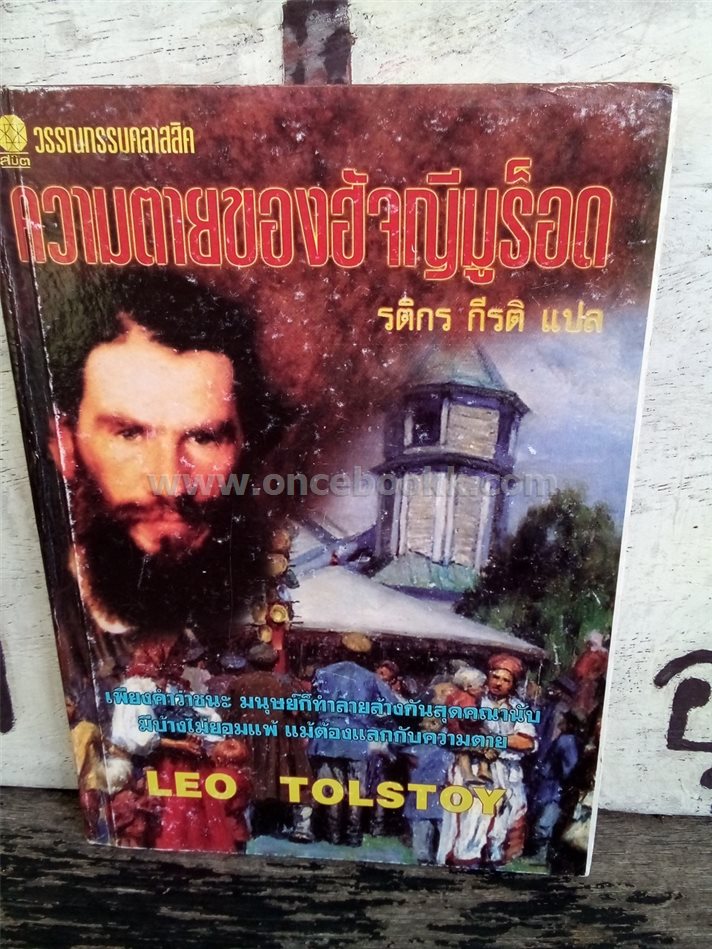 วรรณกรรมคลาสสิค
สถิต
ความตายของฮัจญีมูร็อด
รติกร กีรติ แปล
www.oncebookk.com
เพียงคำว่าชนะ มนุษย์ก็ทำลายล้างกันสุดคณานับ
มีบ้างไม่ยอมแพ้ แม้ต้องแลกกับความตาย
LEO TOLSTOY